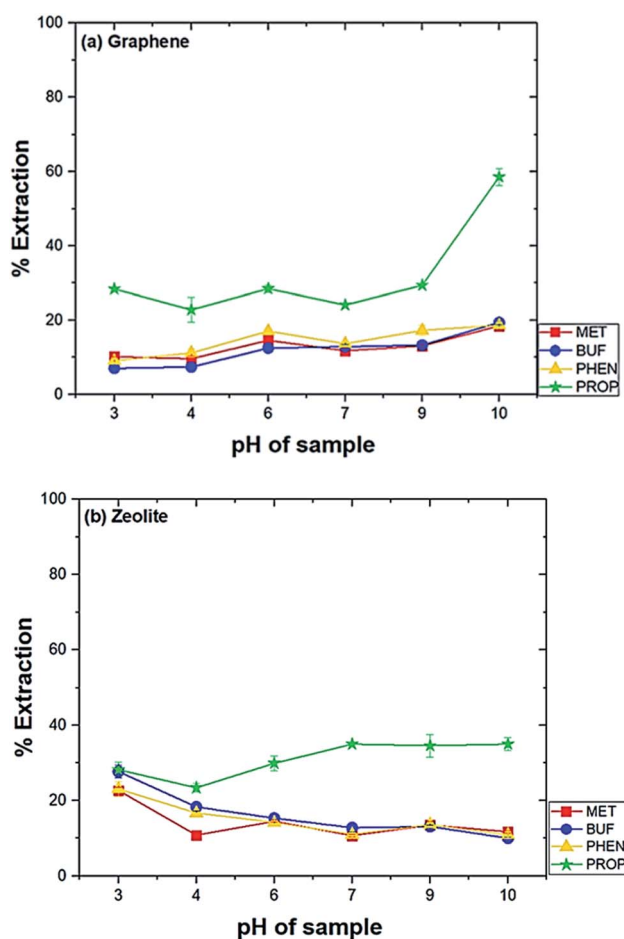 (a) Graphene
100
80
60
40
20
0
% Extraction
3 4 6 7 9 10
pH of sample
MET
BUF
PHEN
PROP
(b) Zeolite
100
80
60
40
20
0
% Extraction
3 4 6 7 9 10
pH of sample
MET
BUF
PHEN
PROP